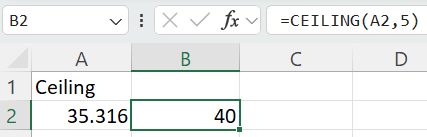 B2 fx =CEILING(A2,5)
A B C D
1 Ceiling
2 35.316 40